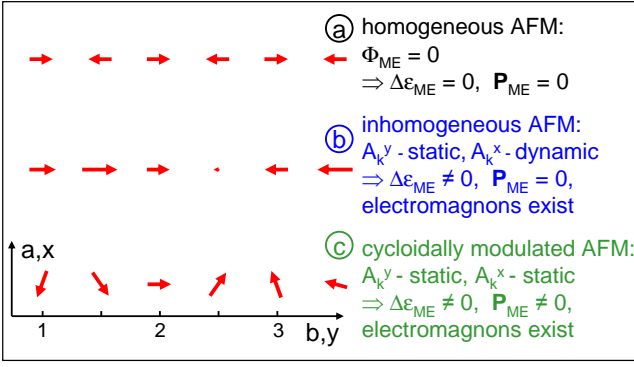 ⓐ homogeneous AFM:
Φ_ME = 0
⇒ Δε_ME = 0, P_ME = 0
ⓑ inhomogeneous AFM:
A_k^y - static, A_k^x - dynamic
⇒ Δε_ME ≠ 0, P_ME = 0,
electromagnons exist
ⓒ cycloidally modulated AFM:
A_k^y - static, A_k^x - static
⇒ Δε_ME ≠ 0, P_ME ≠ 0,
electromagnons exist
a,x
1 2 3
b,y